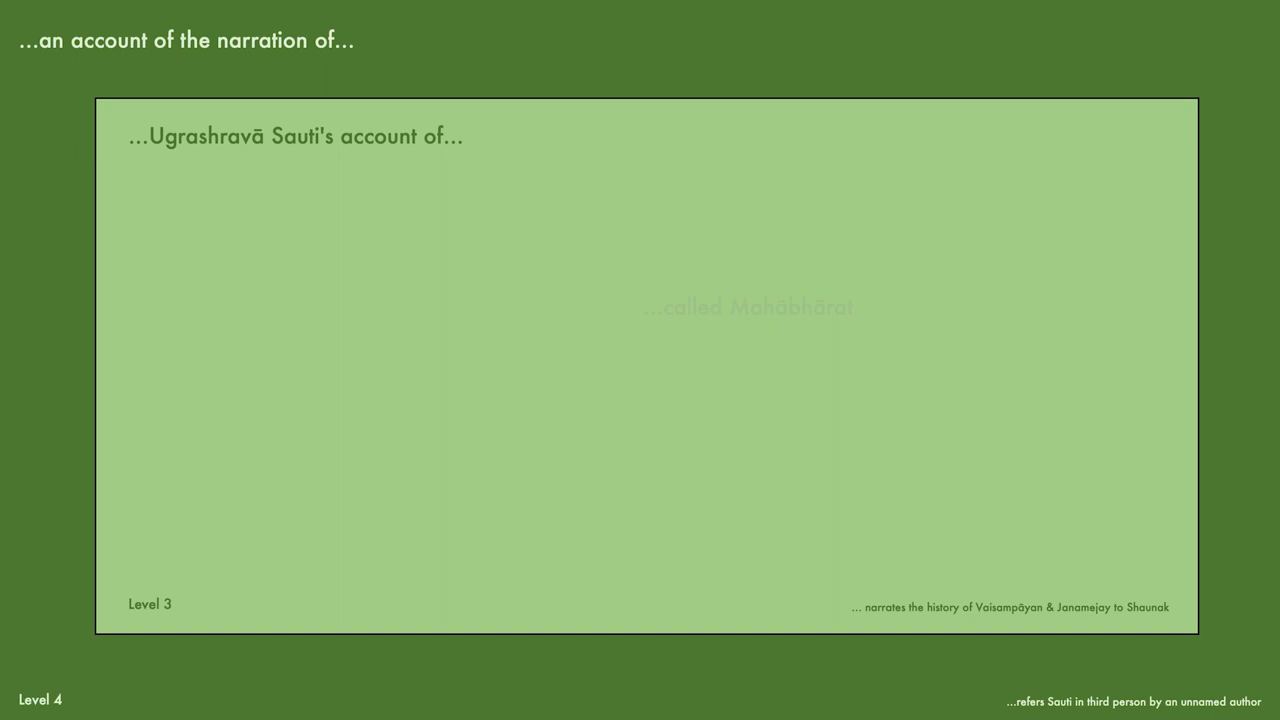 ...an account of the narration of...
...Ugrashravā Sauti's account of...
...called Mahābhārat
Level 3
... narrates the history of Vaisampāyan & Janamejay to Shaunak
Level 4
...refers Sauti in third person by an unnamed author